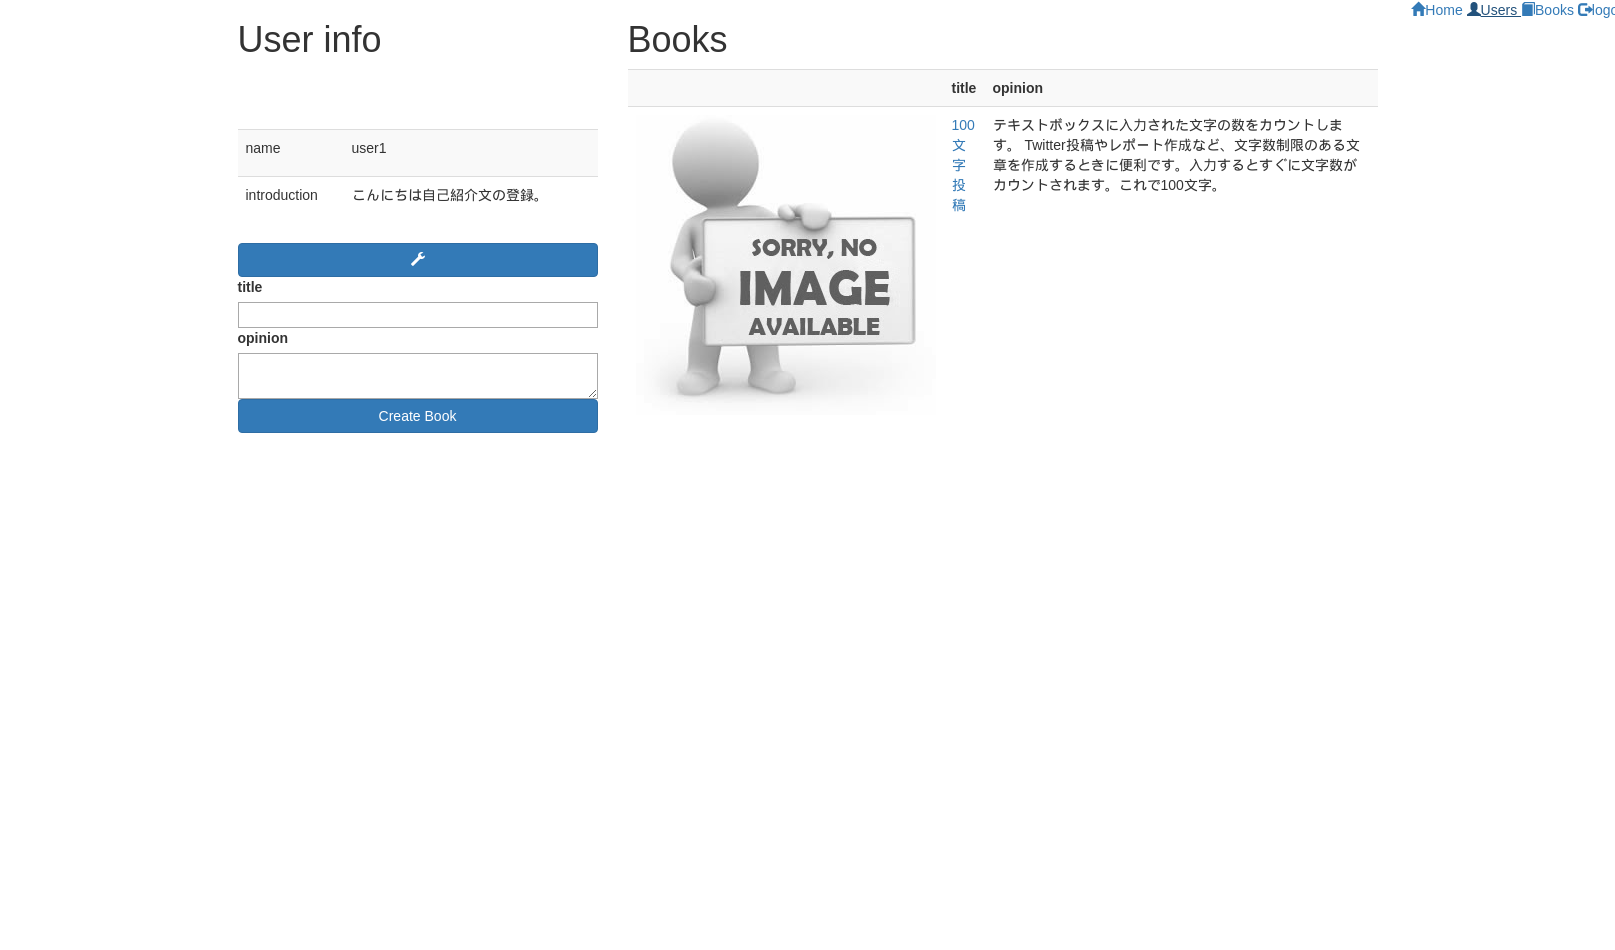 Home Users Books logo
User info
name user1
introduction こんにちは自己紹介文の登録。
title
opinion
Create Book
Books
title opinion
SORRY, NO
IMAGE
AVAILABLE
100
文
字
投
稿
テキストボックスに入力された文字の数をカウントしま
す。 Twitter投稿やレポート作成など、文字数制限のある文
章を作成するときに便利です。入力するとすぐに文字数が
カウントされます。これで100文字。